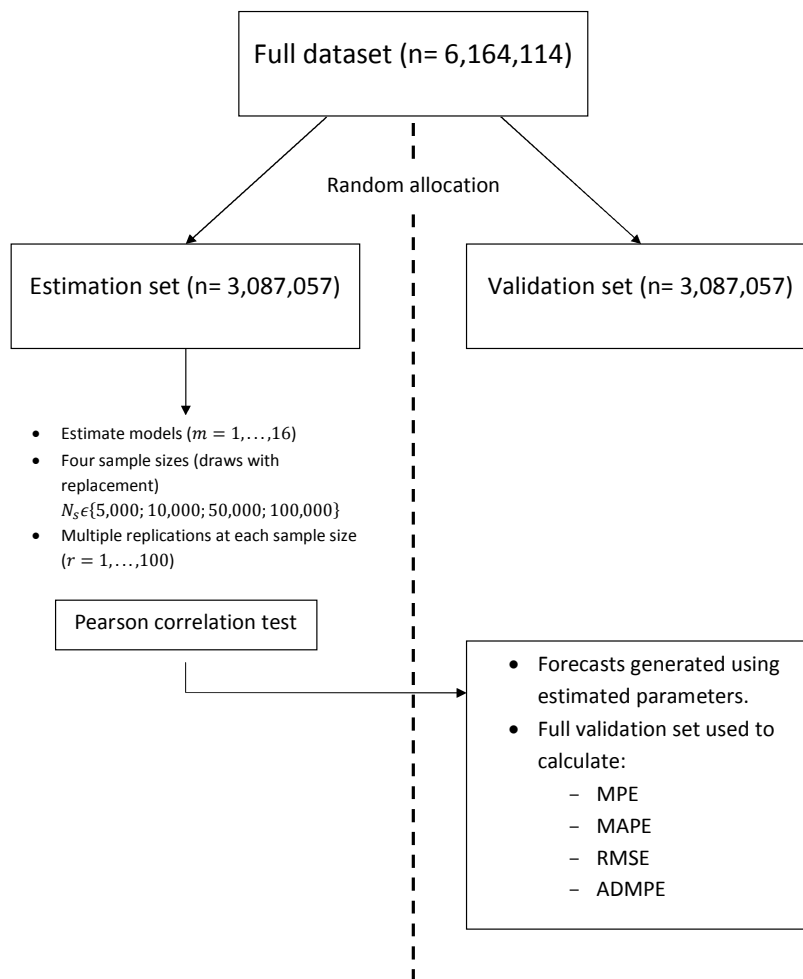 Full dataset (n= 6,164,114)
Random allocation
Estimation set (n= 3,087,057)
Validation set (n= 3,087,057)
• Estimate models (m = 1,…,16)
• Four sample sizes (draws with
replacement)
Nₛϵ{5,000; 10,000; 50,000; 100,000}
• Multiple replications at each sample size
(r = 1,…,100)
Pearson correlation test
• Forecasts generated using
estimated parameters.
• Full validation set used to
calculate:
− MPE
− MAPE
− RMSE
− ADMPE